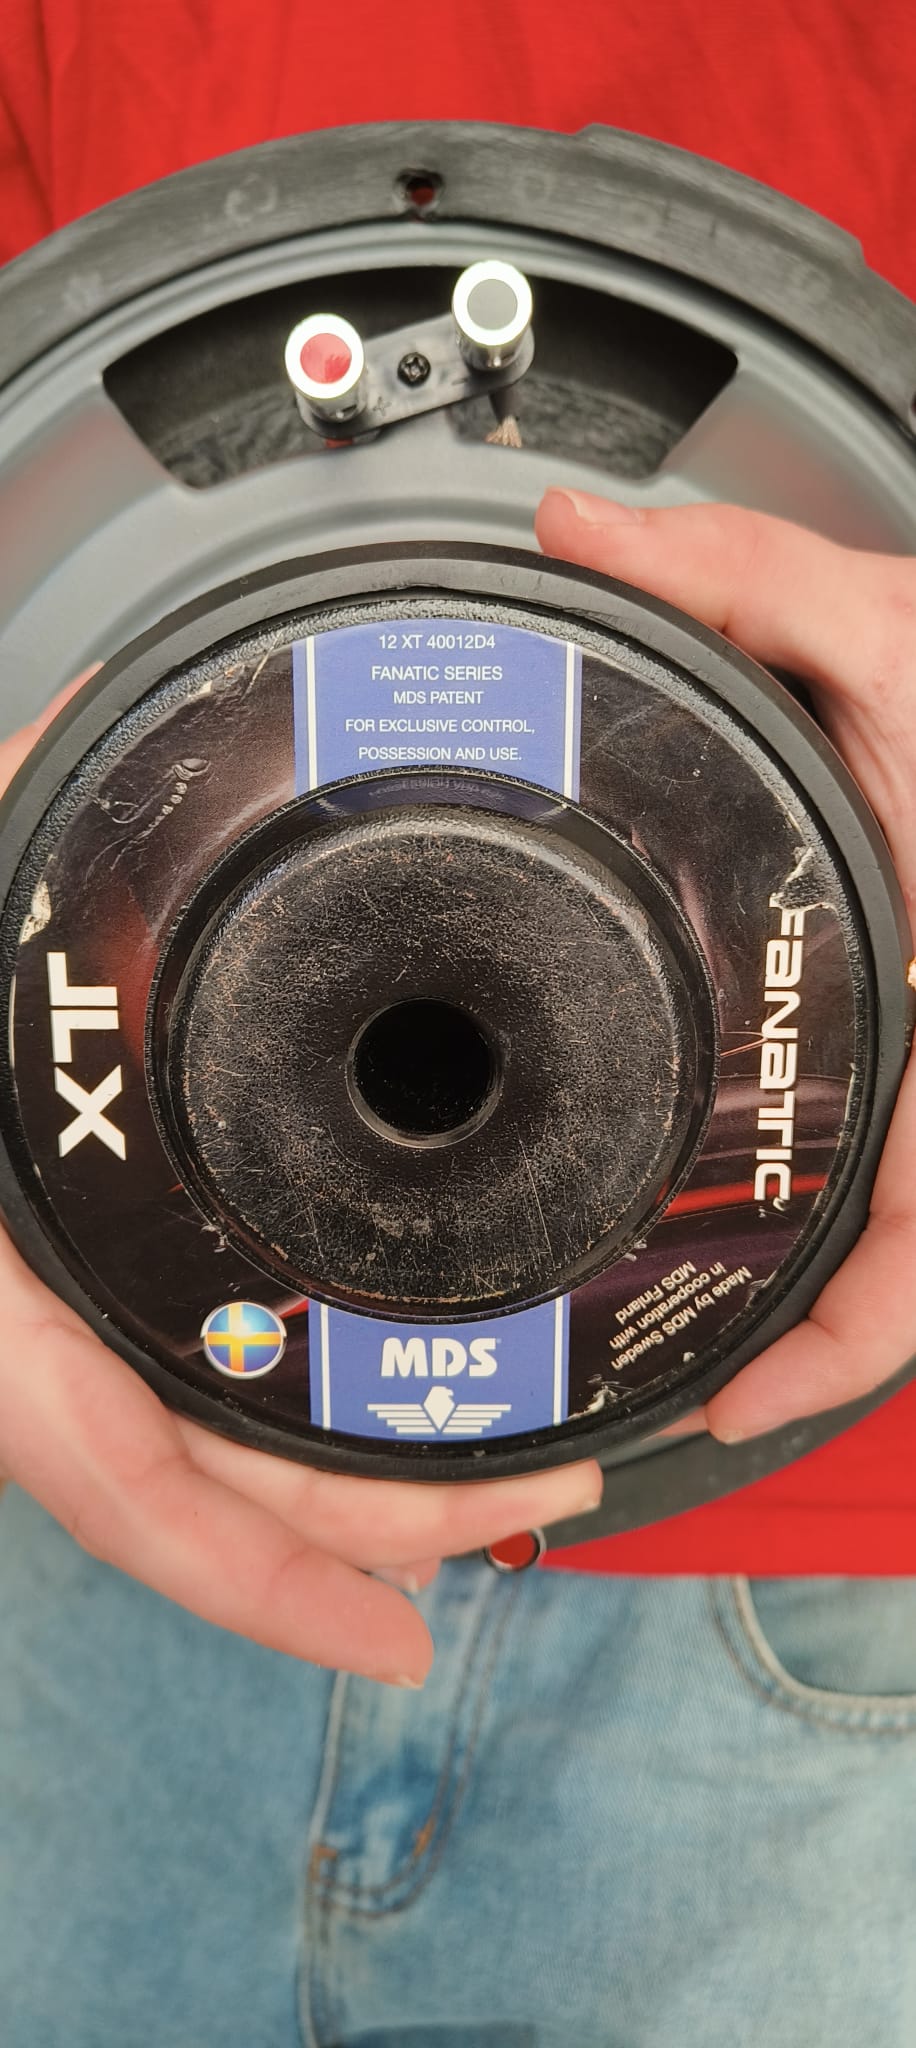 12 XT 40012D4
FANATIC SERIES
MDS PATENT
FOR EXCLUSIVE CONTROL,
POSSESSION AND USE.
XT
FANATIC
Made by MDS Sweden
in cooperation with
MDS Finland
MDS
+ -